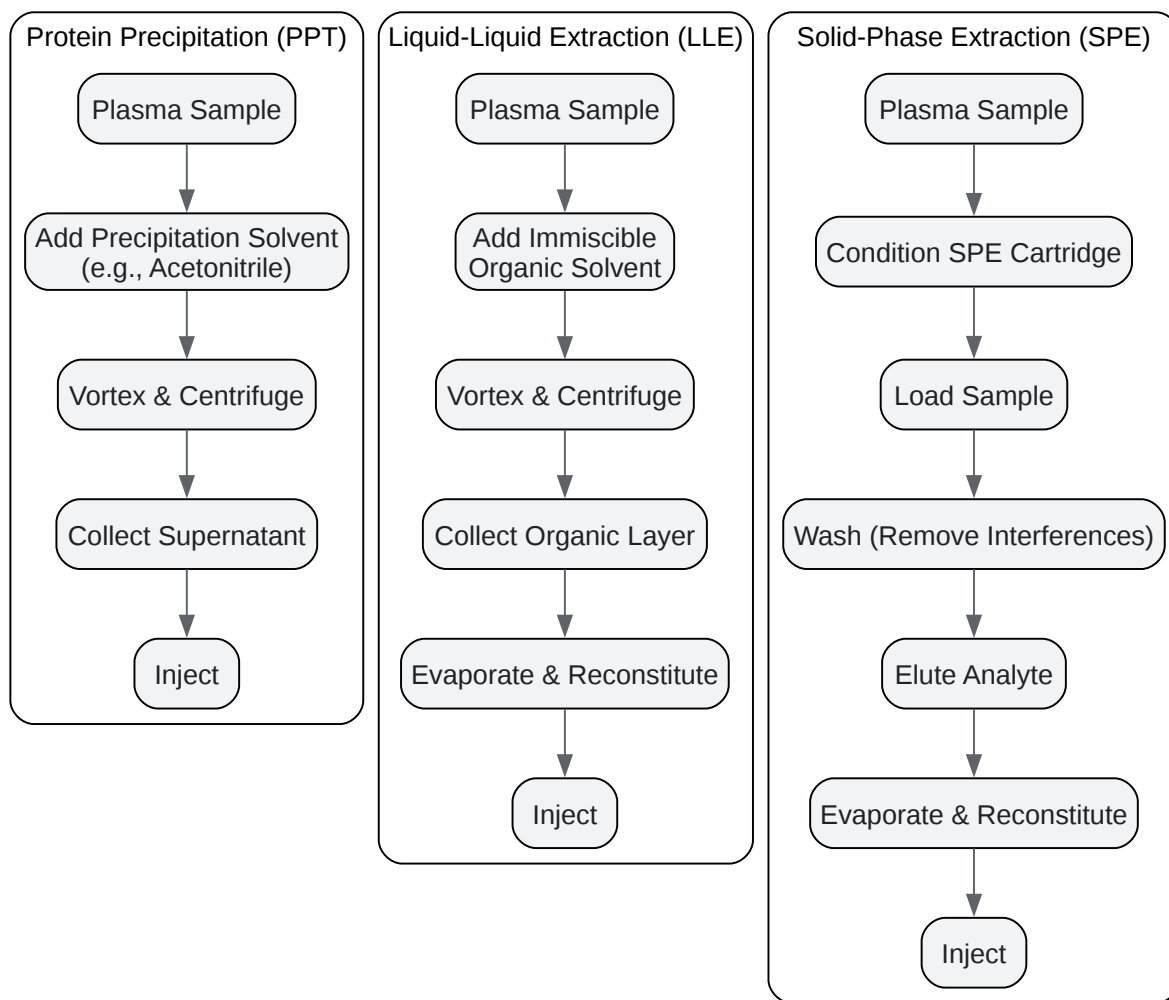 Protein Precipitation (PPT)
Plasma Sample
Add Precipitation Solvent
(e.g., Acetonitrile)
Vortex & Centrifuge
Collect Supernatant
Inject
Liquid-Liquid Extraction (LLE)
Plasma Sample
Add Immiscible
Organic Solvent
Vortex & Centrifuge
Collect Organic Layer
Evaporate & Reconstitute
Inject
Solid-Phase Extraction (SPE)
Plasma Sample
Condition SPE Cartridge
Load Sample
Wash (Remove Interferences)
Elute Analyte
Evaporate & Reconstitute
Inject